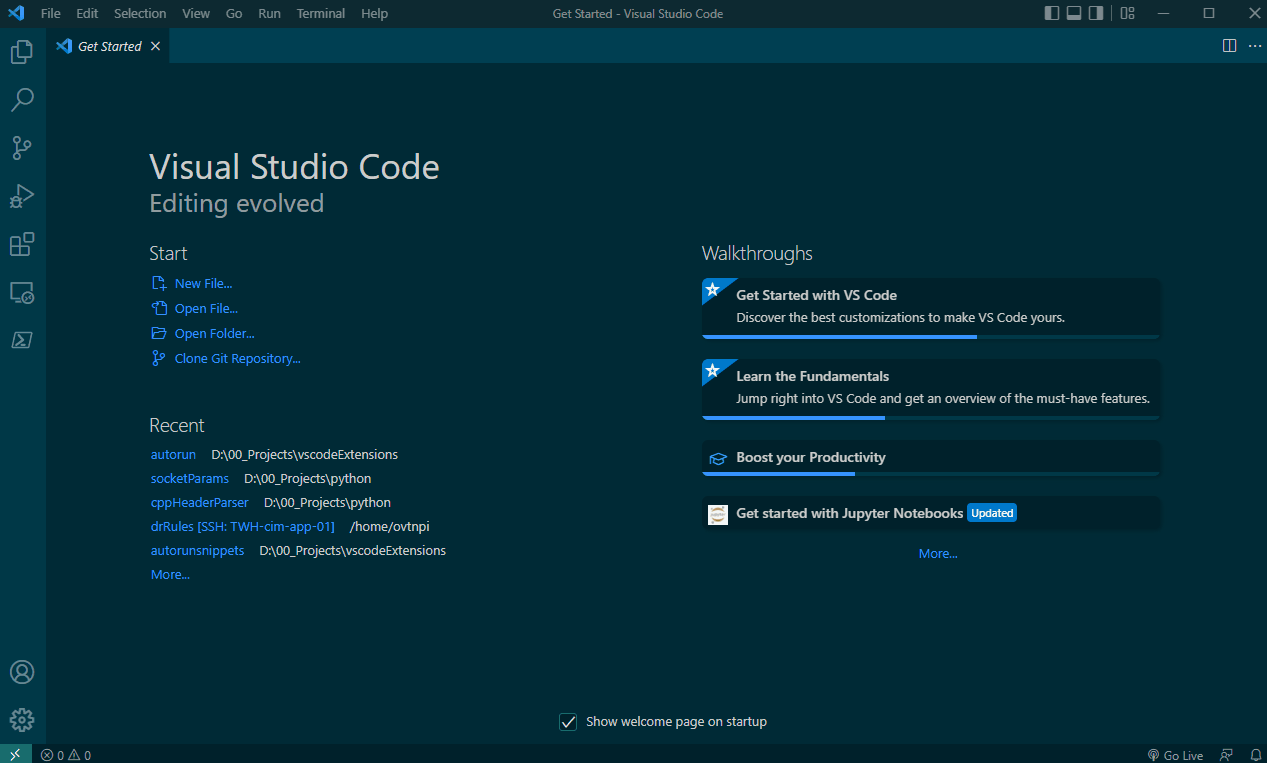 File Edit Selection View Go Run Terminal Help
Get Started - Visual Studio Code
Get Started
Visual Studio Code
Editing evolved
Start
New File...
Open File...
Open Folder...
Clone Git Repository...
Recent
autorun D:\00_Projects\vscodeExtensions
socketParams D:\00_Projects\python
cppHeaderParser D:\00_Projects\python
drRules [SSH: TWH-cim-app-01] /home/ovtnpi
autorunsnippets D:\00_Projects\vscodeExtensions
More...
Walkthroughs
Get Started with VS Code
Discover the best customizations to make VS Code yours.
Learn the Fundamentals
Jump right into VS Code and get an overview of the must-have features.
Boost your Productivity
Get started with Jupyter Notebooks Updated
More...
Show welcome page on startup
0 0
Go Live